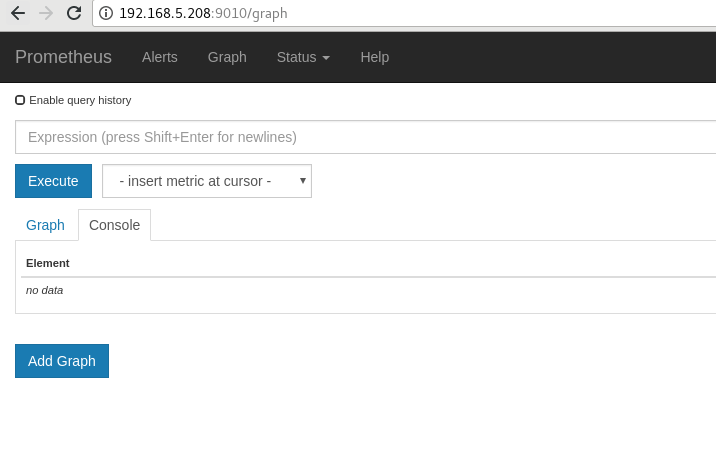 192.168.5.208:9010/graph
Prometheus Alerts Graph Status Help
Enable query history
Expression (press Shift+Enter for newlines)
Execute - insert metric at cursor -
Graph Console
Element
no data
Add Graph